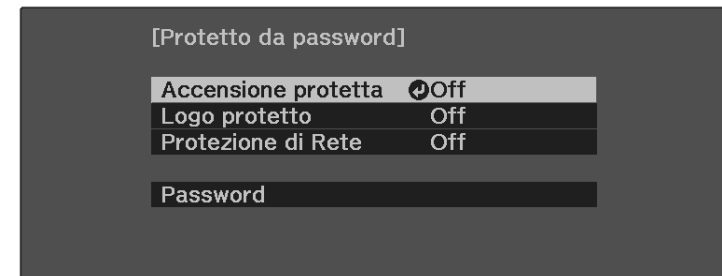 [Protetto da password]
Accensione protetta Off
Logo protetto Off
Protezione di Rete Off
Password